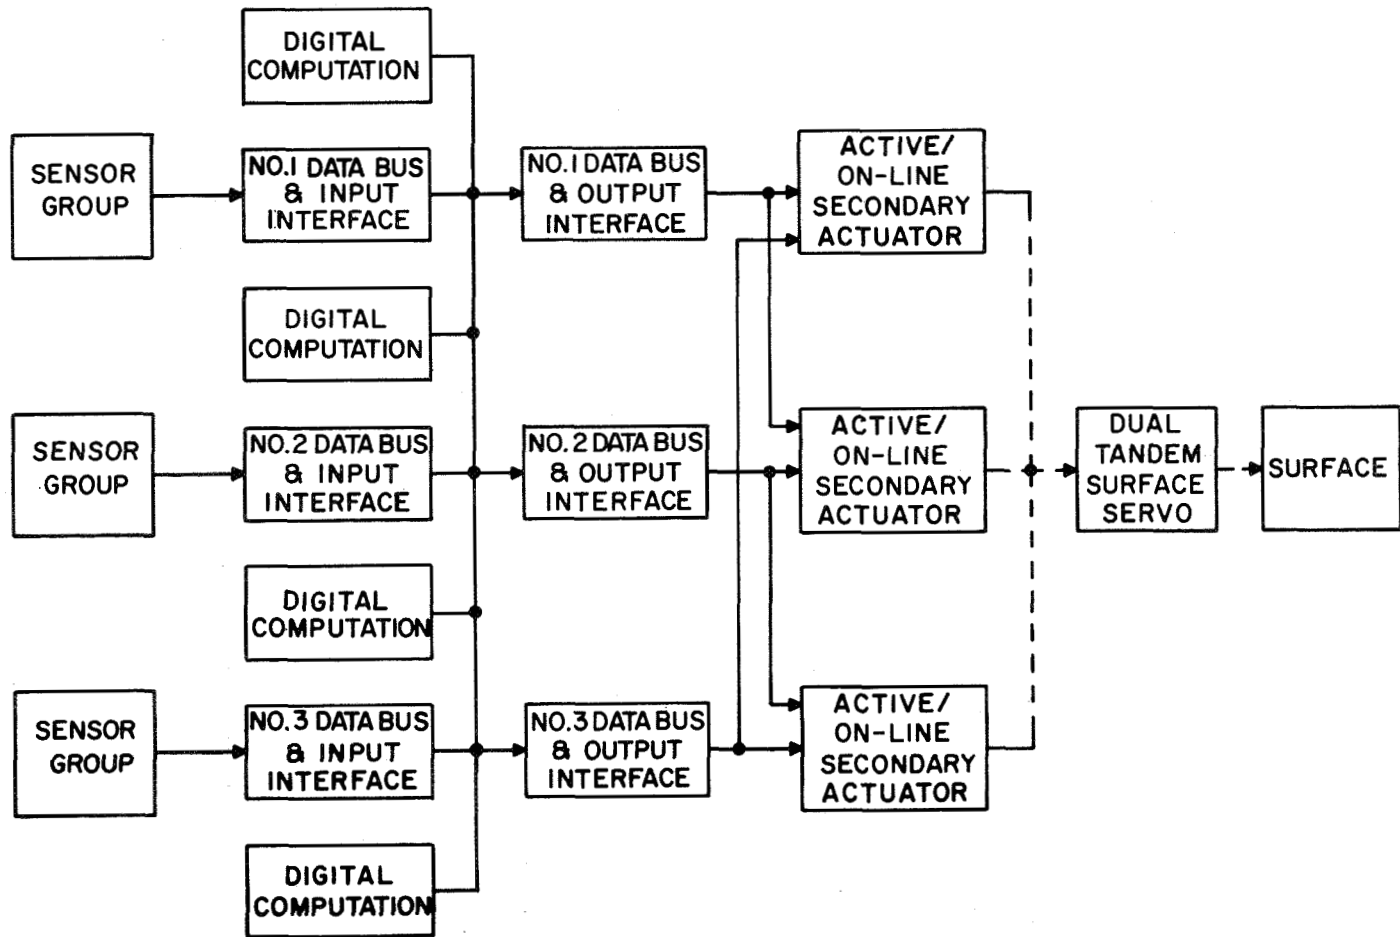 DIGITAL
COMPUTATION
SENSOR
GROUP
NO.1 DATA BUS
& INPUT
INTERFACE
NO.1 DATA BUS
& OUTPUT
INTERFACE
ACTIVE/
ON-LINE
SECONDARY
ACTUATOR
DIGITAL
COMPUTATION
SENSOR
GROUP
NO.2 DATA BUS
& INPUT
INTERFACE
NO.2 DATA BUS
& OUTPUT
INTERFACE
ACTIVE/
ON-LINE
SECONDARY
ACTUATOR
DUAL
TANDEM
SURFACE
SERVO
SURFACE
DIGITAL
COMPUTATION
SENSOR
GROUP
NO.3 DATA BUS
& INPUT
INTERFACE
NO.3 DATA BUS
& OUTPUT
INTERFACE
ACTIVE/
ON-LINE
SECONDARY
ACTUATOR
DIGITAL
COMPUTATION